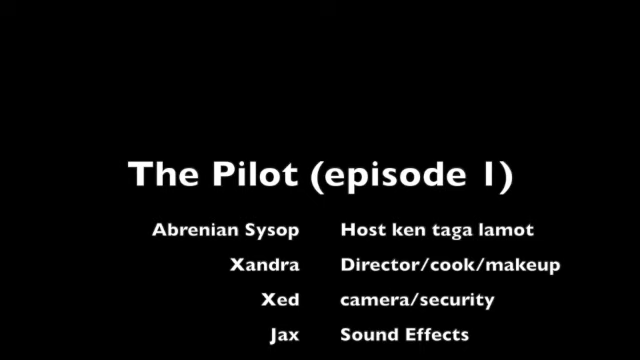 The Pilot (episode 1)
Abrenian Sysop Host ken taga lamot
Xandra Director/cook/makeup
Xed camera/security
Jax Sound Effects